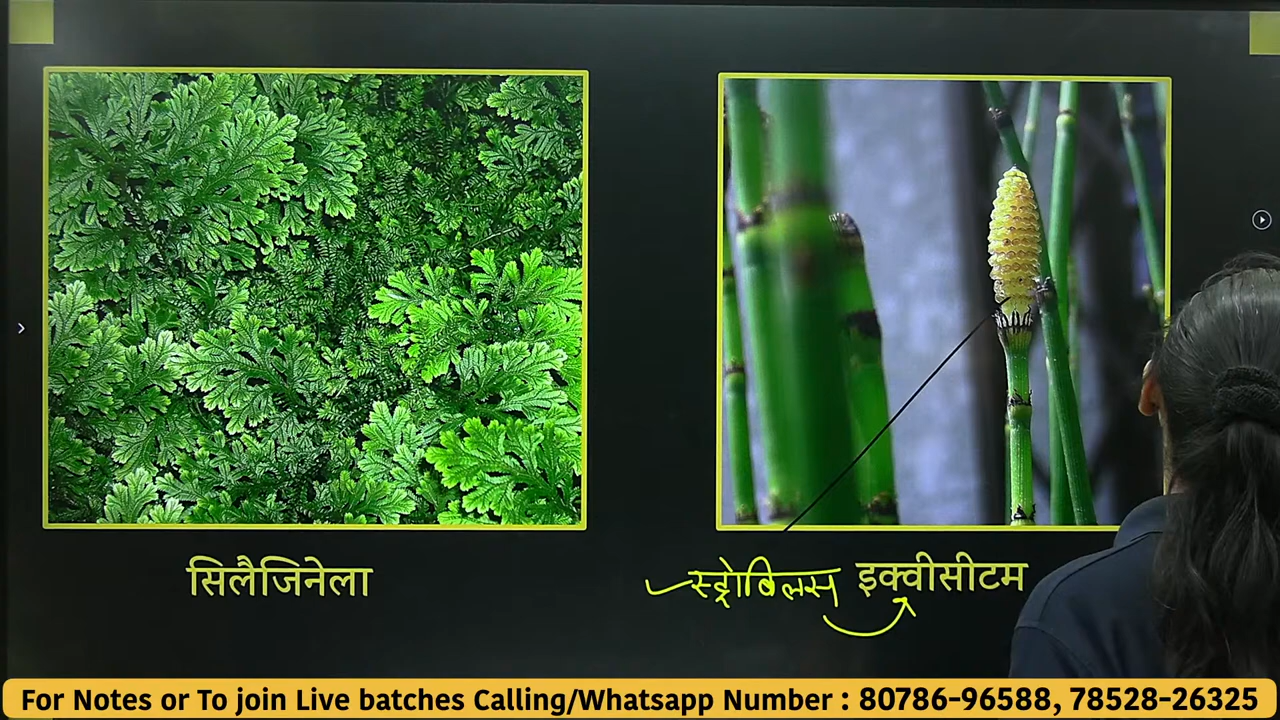 सिलैजिनेला
स्ट्रोबिलस इक्वीसीटम
For Notes or To join Live batches Calling/Whatsapp Number : 80786-96588, 78528-26325